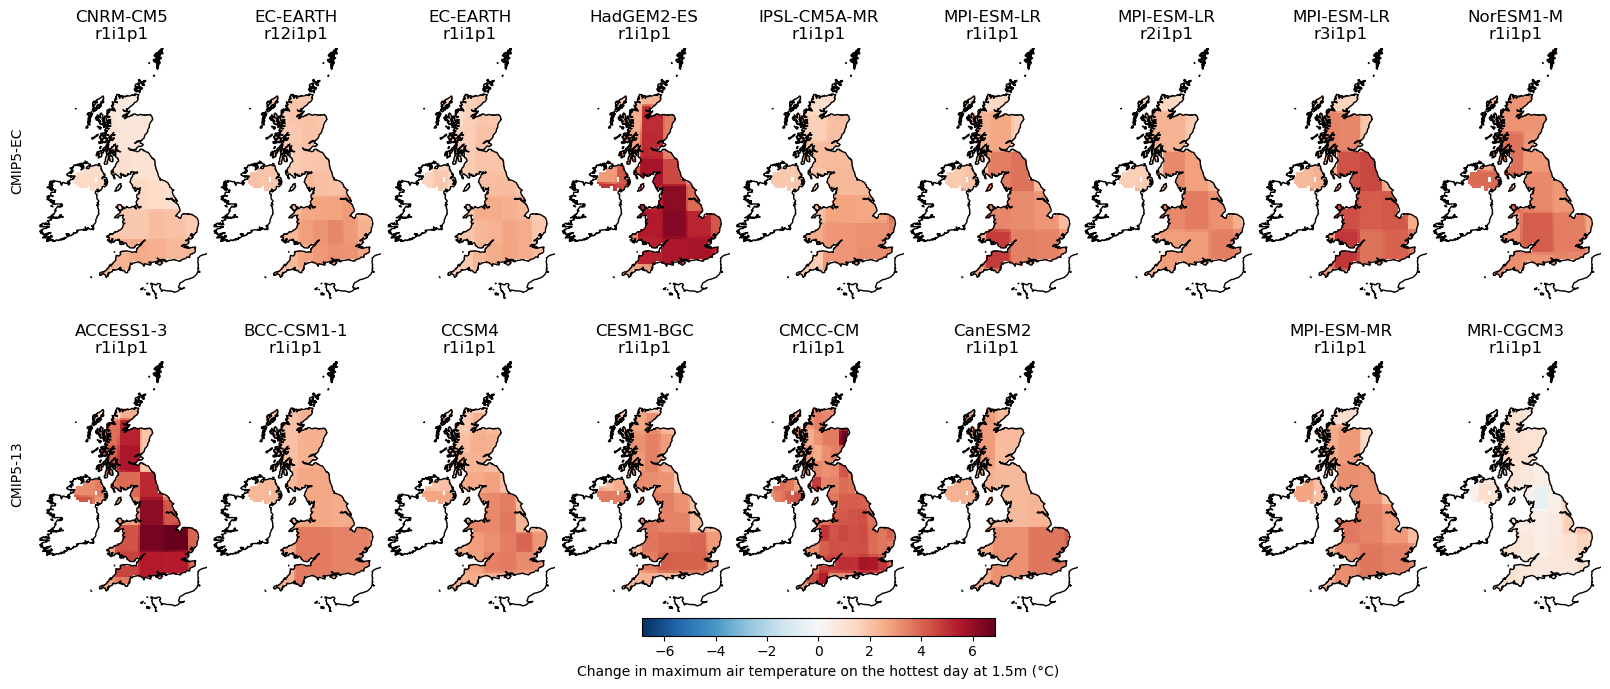 CNRM-CM5 EC-EARTH EC-EARTH HadGEM2-ES IPSL-CM5A-MR MPI-ESM-LR MPI-ESM-LR MPI-ESM-LR NorESM1-M
r1i1p1 r12i1p1 r1i1p1 r1i1p1 r1i1p1 r1i1p1 r2i1p1 r3i1p1 r1i1p1
CMIP5-EC
ACCESS1-3 BCC-CSM1-1 CCSM4 CESM1-BGC CMCC-CM CanESM2 MPI-ESM-MR MRI-CGCM3
r1i1p1 r1i1p1 r1i1p1 r1i1p1 r1i1p1 r1i1p1 r1i1p1 r1i1p1
CMIP5-13
−6 −4 −2 0 2 4 6
Change in maximum air temperature on the hottest day at 1.5m (°C)